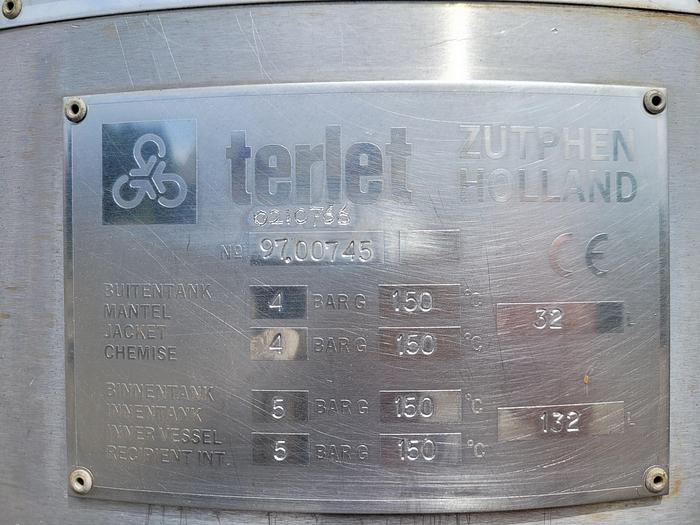 terlet ZUTPHEN
HOLLAND
0210766
No 97,00745
CE
BUITENTANK 4 BAR G 150 °C
MANTEL 32 L
JACKET 4 BAR G 150 °C
CHEMISE
BINNENTANK
INNENTANK 5 BAR G 150 °C
132 L
INNER VESSEL 5 BAR G 150 °C
RECIPIENT INT.